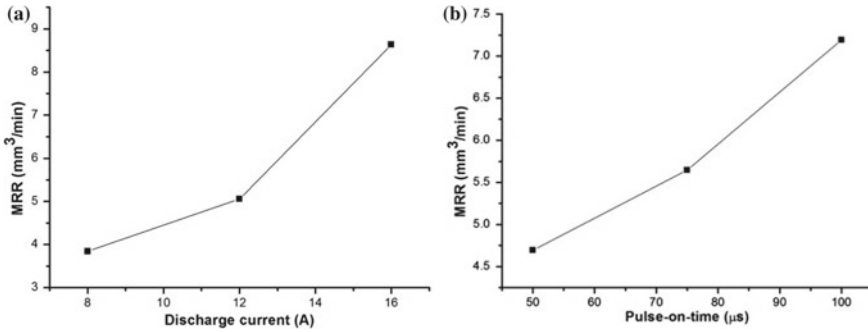 (a)
9
8
7
6
5
4
3
MRR (mm³/min)
8 10 12 14 16
Discharge current (A)
(b)
7.5
7.0
6.5
6.0
5.5
5.0
4.5
MRR (mm³/min)
50 60 70 80 90 100
Pulse-on-time (μs)